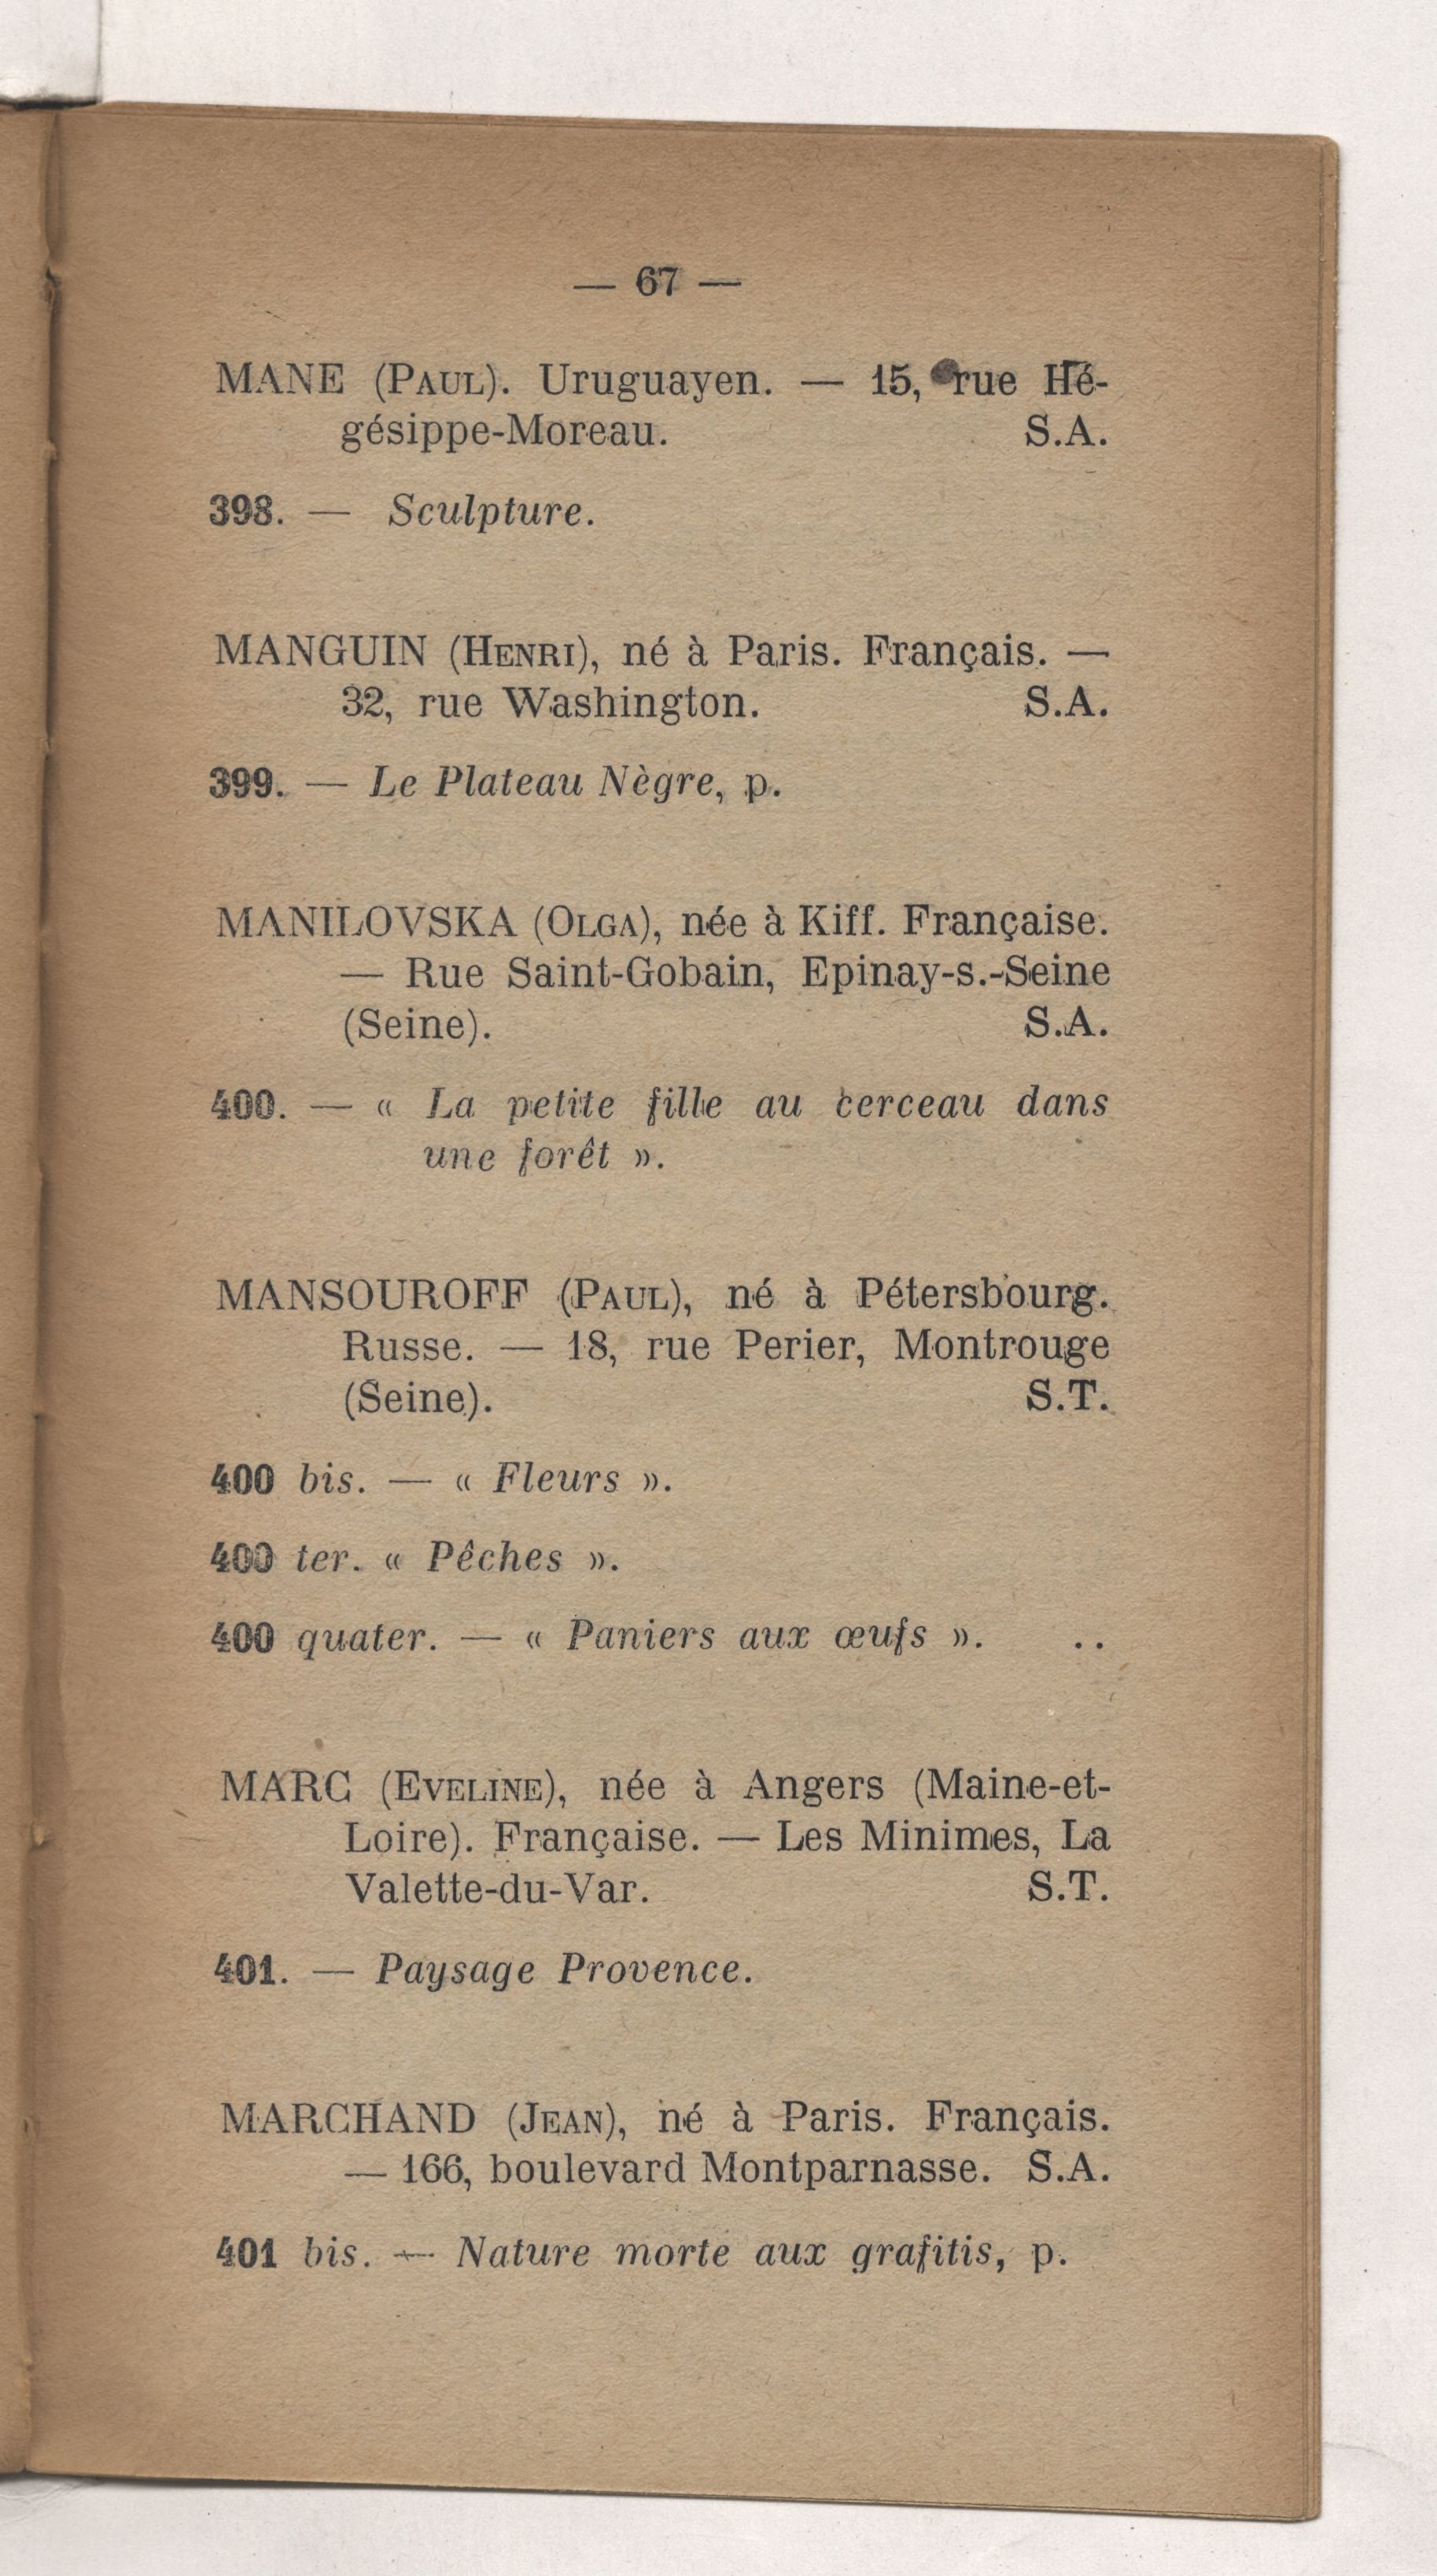 — 67 —
MANE (PAUL). Uruguayen. — 15, rue Hé-
gésippe-Moreau. S.A.
398. — Sculpture.
MANGUIN (HENRI), né à Paris. Français. —
32, rue Washington. S.A.
399. — Le Plateau Nègre, p.
MANILOVSKA (OLGA), née à Kiff. Française.
— Rue Saint-Gobain, Epinay-s.-Seine
(Seine). S.A.
400. — « La petite fille au cerceau dans
une forêt ».
MANSOUROFF (PAUL), né à Pétersbourg.
Russe. — 18, rue Perier, Montrouge
(Seine). S.T.
400 bis. — « Fleurs ».
400 ter. « Pêches ».
400 quater. — « Paniers aux œufs ». ..
MARC (EVELINE), née à Angers (Maine-et-
Loire). Française. — Les Minimes, La
Valette-du-Var. S.T.
401. — Paysage Provence.
MARCHAND (JEAN), né à Paris. Français.
— 166, boulevard Montparnasse. S.A.
401 bis. — Nature morte aux grafitis, p.